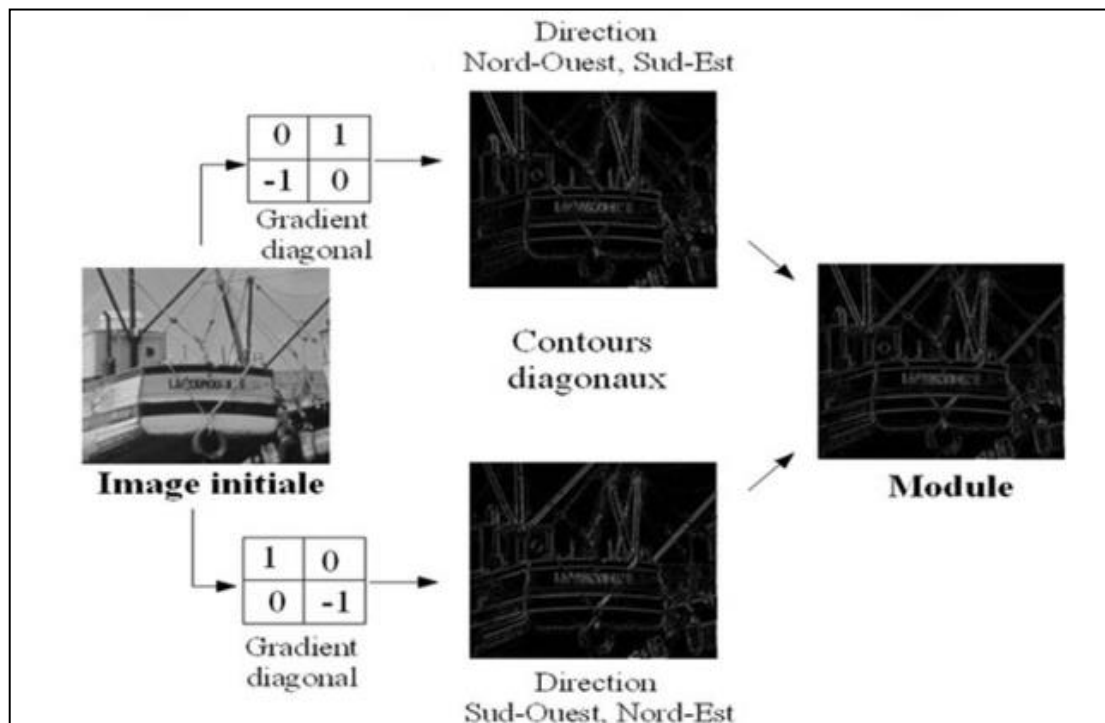 Direction
Nord-Ouest, Sud-Est
0 1
-1 0
Gradient
diagonal
Contours
diagonaux
Image initiale
Module
1 0
0 -1
Gradient
diagonal
Direction
Sud-Ouest, Nord-Est